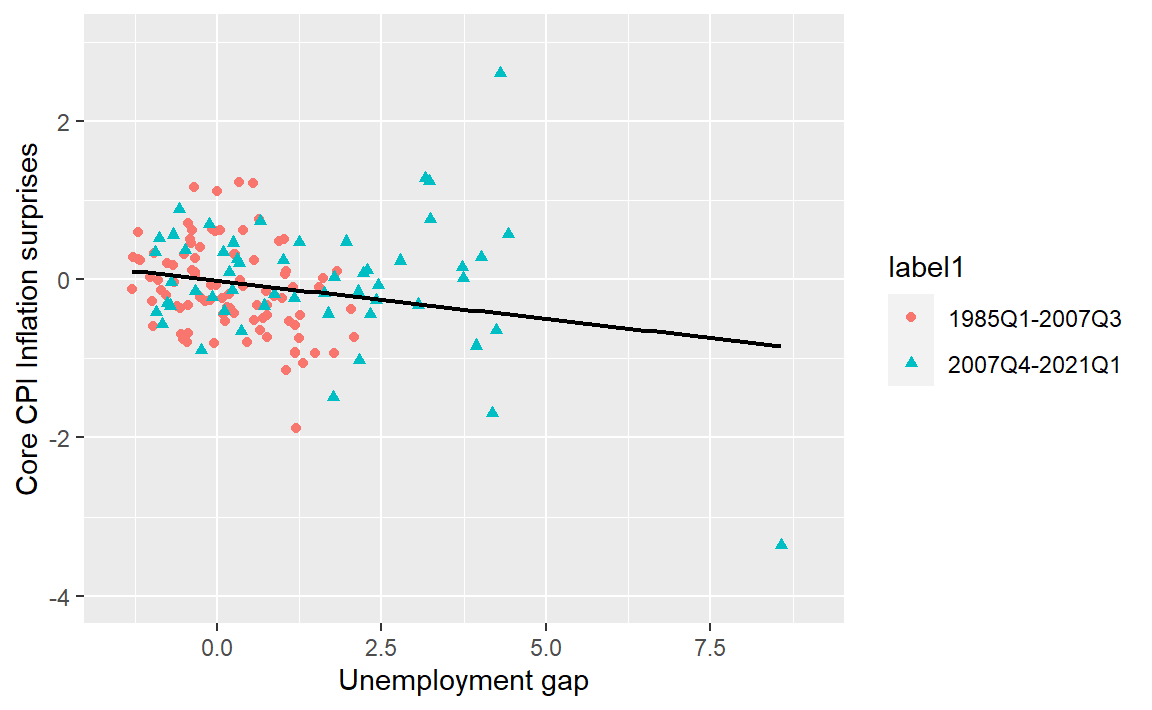 Core CPI Inflation surprises
2
0
-2
-4
0.0 2.5 5.0 7.5
Unemployment gap
label1
1985Q1-2007Q3
2007Q4-2021Q1